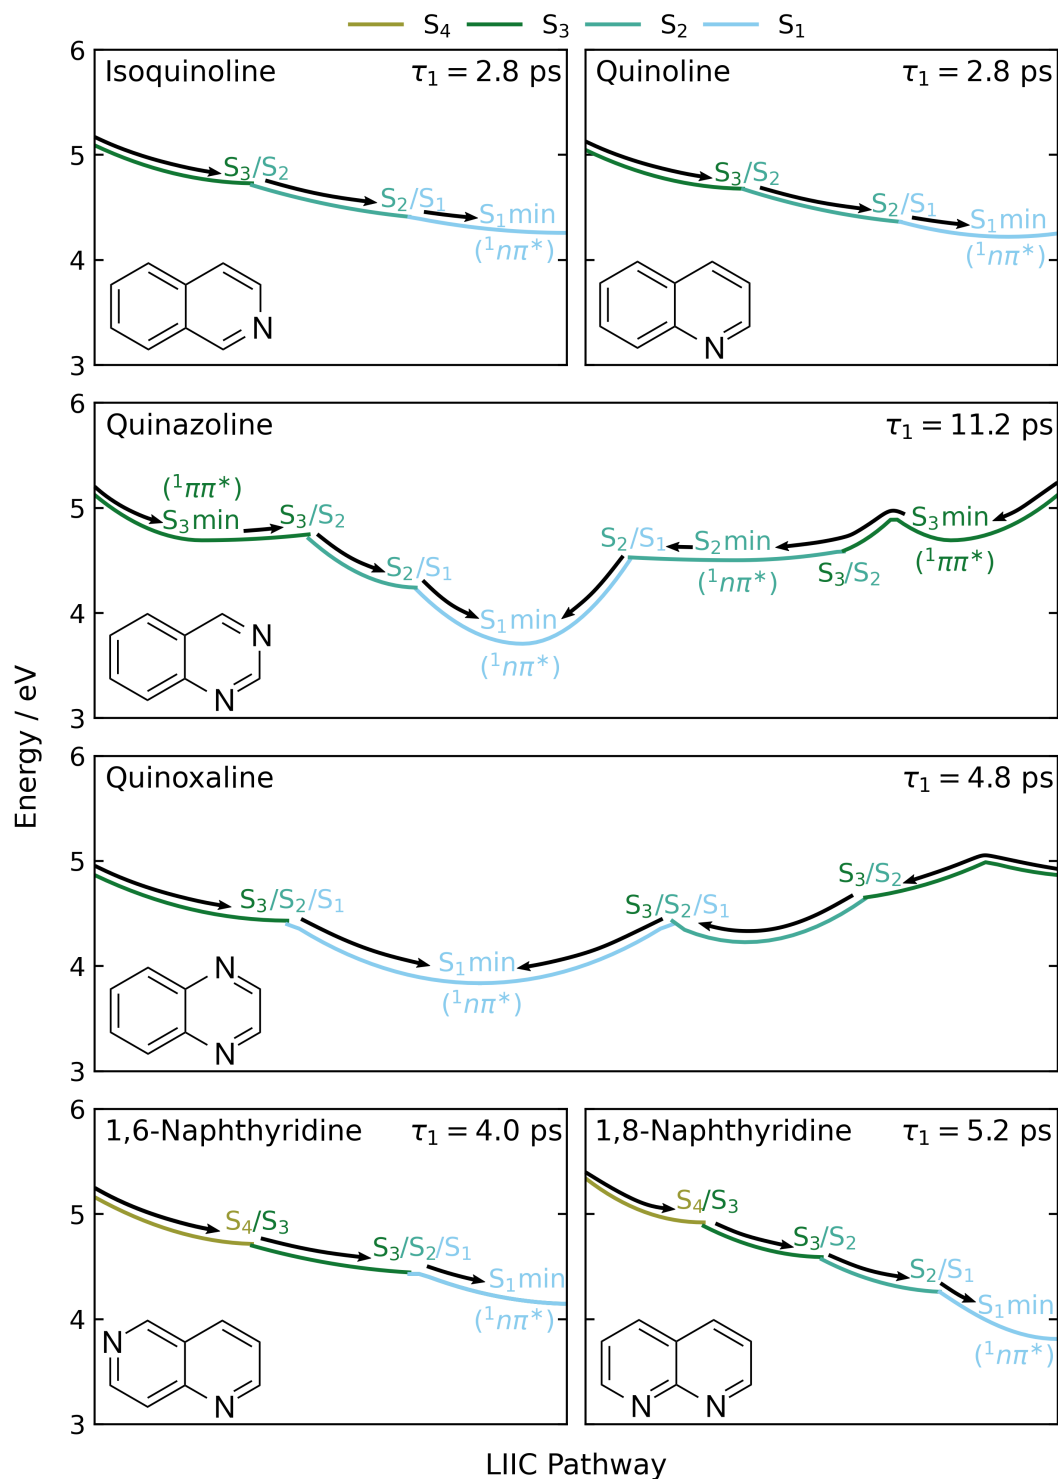 S₄ S₃ S₂ S₁
6
5
4
3
Isoquinoline τ₁ = 2.8 ps
S₃/S₂
S₂/S₁
S₁min
(¹nπ*)
N
Quinoline τ₁ = 2.8 ps
S₃/S₂
S₂/S₁
S₁min
(¹nπ*)
N
6
5
4
3
Quinazoline τ₁ = 11.2 ps
(¹ππ*)
S₃min
S₃/S₂
S₂/S₁
S₁min
(¹nπ*)
S₂/S₁
S₂min
(¹nπ*)
S₃/S₂
S₃min
(¹ππ*)
N
N
Energy / eV
6
5
4
3
Quinoxaline τ₁ = 4.8 ps
S₃/S₂/S₁
S₁min
(¹nπ*)
S₃/S₂/S₁
S₃/S₂
N
N
6
5
4
3
1,6-Naphthyridine τ₁ = 4.0 ps
S₄/S₃
S₃/S₂/S₁
S₁min
(¹nπ*)
N
N
1,8-Naphthyridine τ₁ = 5.2 ps
S₄/S₃
S₃/S₂
S₂/S₁
S₁min
(¹nπ*)
N N
LIIC Pathway